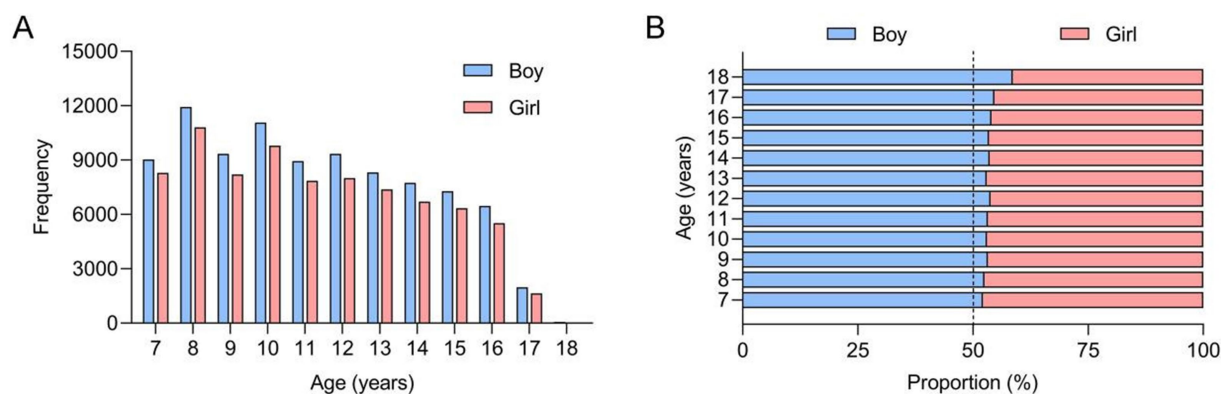 A
15000
12000
9000
6000
3000
0
Frequency
Boy
Girl
7 8 9 10 11 12 13 14 15 16 17 18
Age (years)
B
Boy Girl
18
17
16
15
14
13
12
11
10
9
8
7
Age (years)
0 25 50 75 100
Proportion (%)